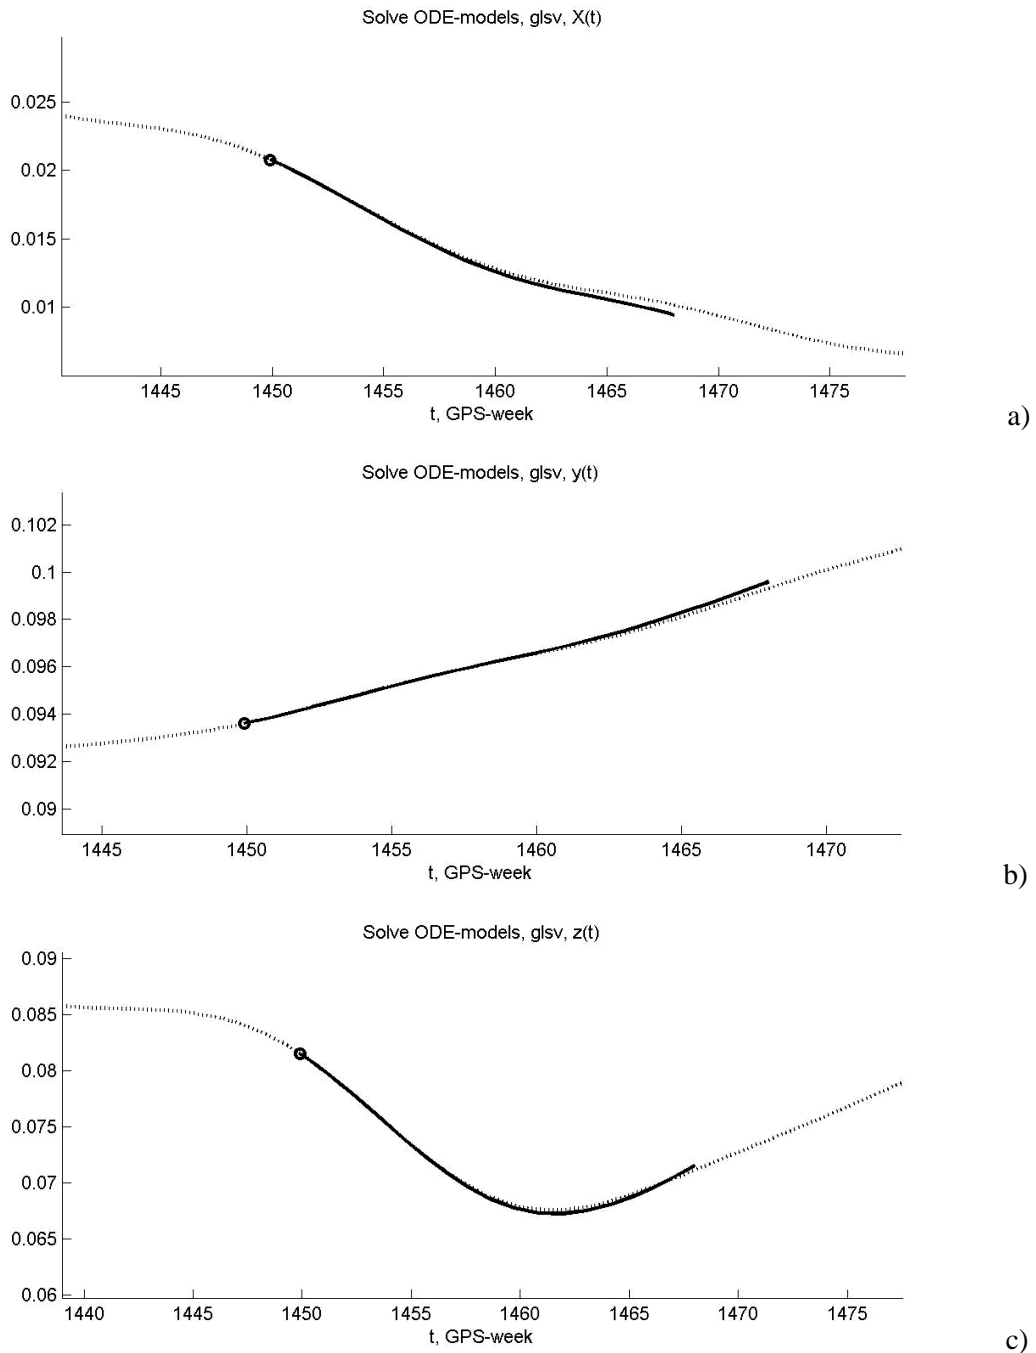 Solve ODE-models, glsv, X(t)
0.025
0.02
0.015
0.01
1445 1450 1455 1460 1465 1470 1475
t, GPS-week
a)
Solve ODE-models, glsv, y(t)
0.102
0.1
0.098
0.096
0.094
0.092
0.09
1445 1450 1455 1460 1465 1470
t, GPS-week
b)
Solve ODE-models, glsv, z(t)
0.09
0.085
0.08
0.075
0.07
0.065
0.06
1440 1445 1450 1455 1460 1465 1470 1475
t, GPS-week
c)